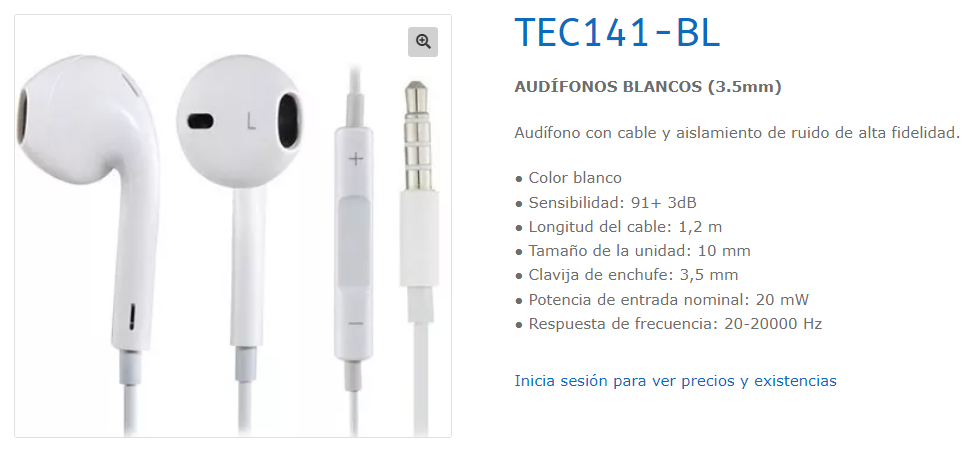 TEC141-BL
AUDÍFONOS BLANCOS (3.5mm)
Audífono con cable y aislamiento de ruido de alta fidelidad.
● Color blanco
● Sensibilidad: 91+ 3dB
● Longitud del cable: 1,2 m
● Tamaño de la unidad: 10 mm
● Clavija de enchufe: 3,5 mm
● Potencia de entrada nominal: 20 mW
● Respuesta de frecuencia: 20-20000 Hz
Inicia sesión para ver precios y existencias
L
+
−